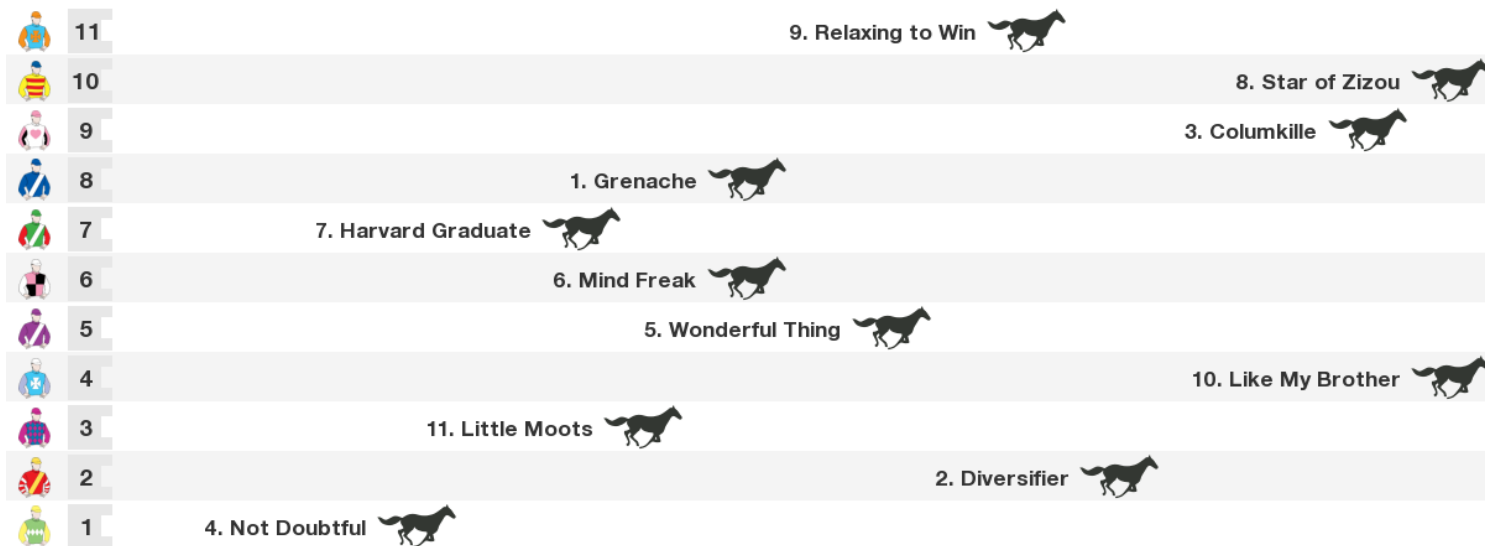 11 9. Relaxing to Win
10 8. Star of Zizou
9 3. Columkille
8 1. Grenache
7 7. Harvard Graduate
6 6. Mind Freak
5 5. Wonderful Thing
4 10. Like My Brother
3 11. Little Moots
2 2. Diversifier
1 4. Not Doubtful